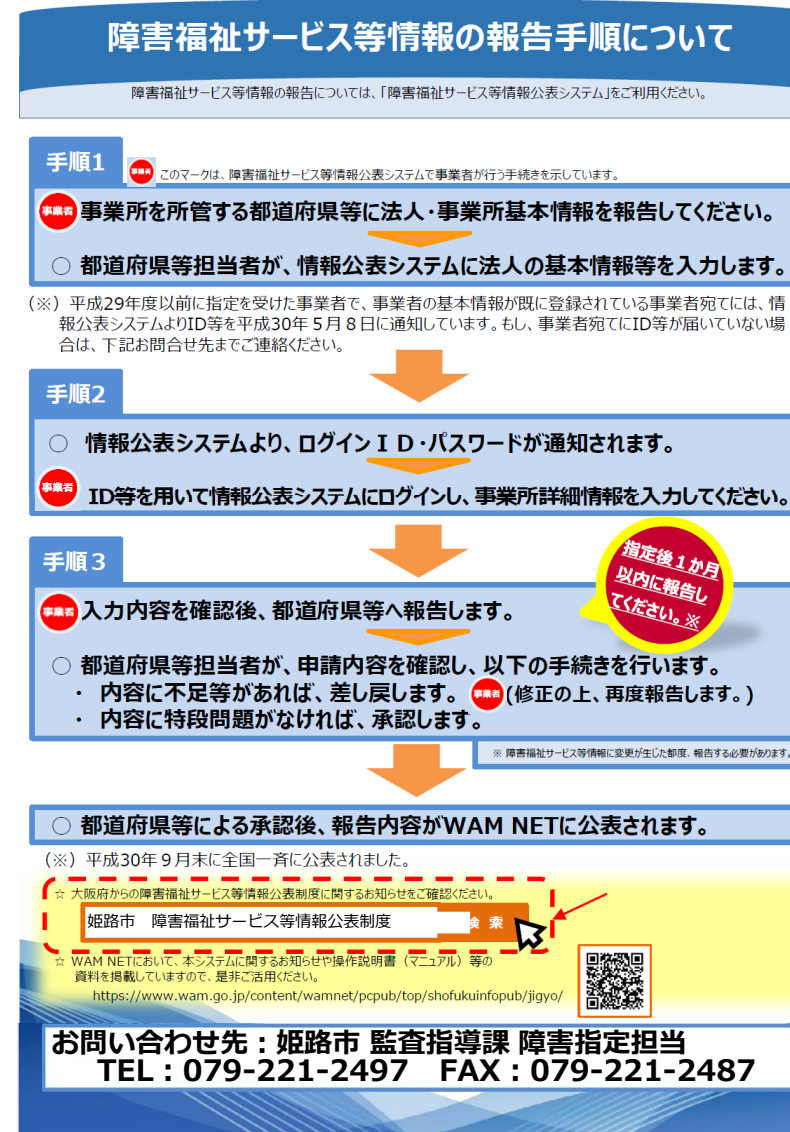 障害福祉サービス等情報の報告手順について
障害福祉サービス等情報の報告については、「障害福祉サービス等情報公表システム」をご利用ください。
手順1
事業者 このマークは、障害福祉サービス等情報公表システムで事業者が行う手続きを示しています。
事業者 事業所を所管する都道府県等に法人・事業所基本情報を報告してください。
○ 都道府県等担当者が、情報公表システムに法人の基本情報等を入力します。
(※) 平成29年度以前に指定を受けた事業者で、事業者の基本情報が既に登録されている事業者宛てには、情
報公表システムよりID等を平成30年5月8日に通知しています。もし、事業者宛てにID等が届いていない場
合は、下記お問合せ先までご連絡ください。
手順2
○ 情報公表システムより、ログインＩＤ・パスワードが通知されます。
事業者 ID等を用いて情報公表システムにログインし、事業所詳細情報を入力してください。
手順３
指定後１か月
以内に報告し
てください。※
事業者 入力内容を確認後、都道府県等へ報告します。
○ 都道府県等担当者が、申請内容を確認し、以下の手続きを行います。
・ 内容に不足等があれば、差し戻します。 事業者 (修正の上、再度報告します。)
・ 内容に特段問題がなければ、承認します。
※ 障害福祉サービス等情報に変更が生じた都度、報告する必要があります。
○ 都道府県等による承認後、報告内容がWAM NETに公表されます。
(※) 平成30年９月末に全国一斉に公表されました。
☆ 大阪府からの障害福祉サービス等情報公表制度に関するお知らせをご確認ください。
姫路市　障害福祉サービス等情報公表制度 検 索
☆ WAM NETにおいて、本システムに関するお知らせや操作説明書（マニュアル）等の
資料を掲載していますので、是非ご活用ください。
https://www.wam.go.jp/content/wamnet/pcpub/top/shofukuinfopub/jigyo/
お問い合わせ先：姫路市 監査指導課 障害指定担当
TEL：079-221-2497　FAX：079-221-2487